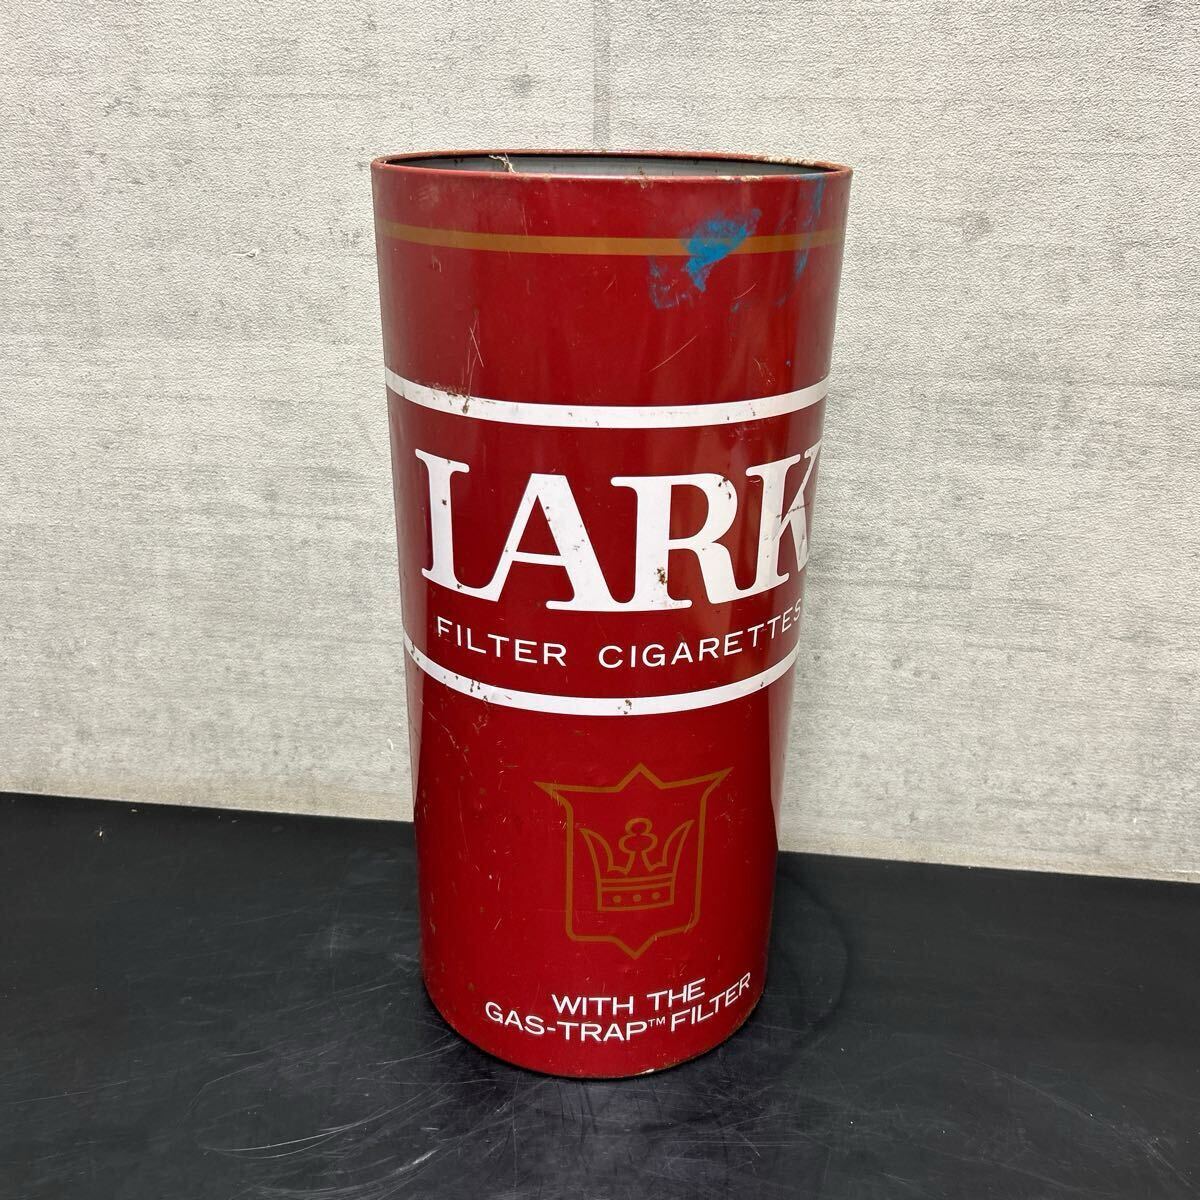 LARK
FILTER CIGARETTES
WITH THE
GAS-TRAP™ FILTER